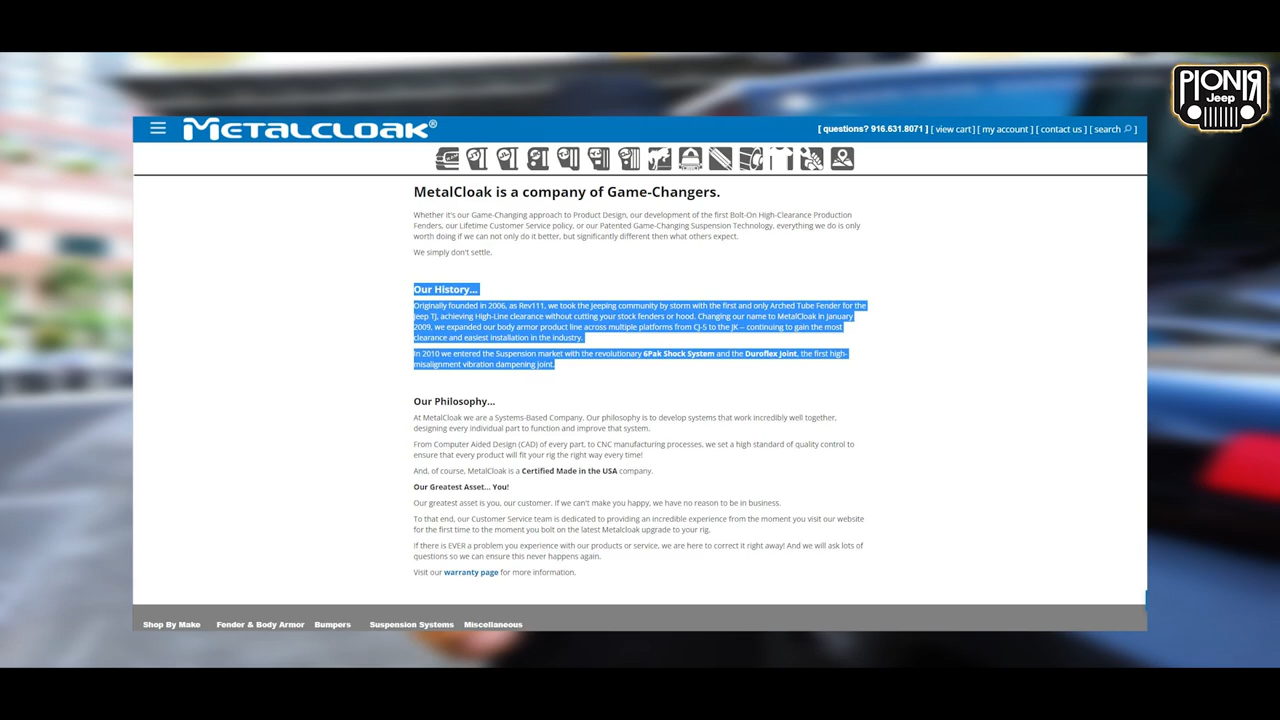 PIONIR
Jeep
METALCLOAK®
[ questions? 916.631.8071 ] [ view cart] [ my account ] [ contact us ] [ search ]
MetalCloak is a company of Game-Changers.
Whether it's our Game-Changing approach to Product Design, our development of the first Bolt-On High-Clearance Production
Fenders, our Lifetime Customer Service policy, or our Patented Game-Changing Suspension Technology, everything we do is only
worth doing if we can not only do it better, but significantly different then what others expect.
We simply don't settle.
Our History...
Originally founded in 2006, as Rev111, we took the Jeeping community by storm with the first and only Arched Tube Fender for the
Jeep TJ, achieving High-Line clearance without cutting your stock fenders or hood. Changing our name to MetalCloak in January
2009, we expanded our body armor product line across multiple platforms from CJ-5 to the JK -- continuing to gain the most
clearance and easiest installation in the industry.
In 2010 we entered the Suspension market with the revolutionary 6Pak Shock System and the Duroflex Joint, the first high-
misalignment vibration dampening joint.
Our Philosophy...
At MetalCloak we are a Systems-Based Company. Our philosophy is to develop systems that work incredibly well together,
designing every individual part to function and improve that system.
From Computer Aided Design (CAD) of every part, to CNC manufacturing processes, we set a high standard of quality control to
ensure that every product will fit your rig the right way every time!
And, of course, MetalCloak is a Certified Made in the USA company.
Our Greatest Asset... You!
Our greatest asset is you, our customer. If we can't make you happy, we have no reason to be in business.
To that end, our Customer Service team is dedicated to providing an incredible experience from the moment you visit our website
for the first time to the moment you bolt on the latest Metalcloak upgrade to your rig.
If there is EVER a problem you experience with our products or service, we are here to correct it right away! And we will ask lots of
questions so we can ensure this never happens again.
Visit our warranty page for more information.
Shop By Make Fender & Body Armor Bumpers Suspension Systems Miscellaneous